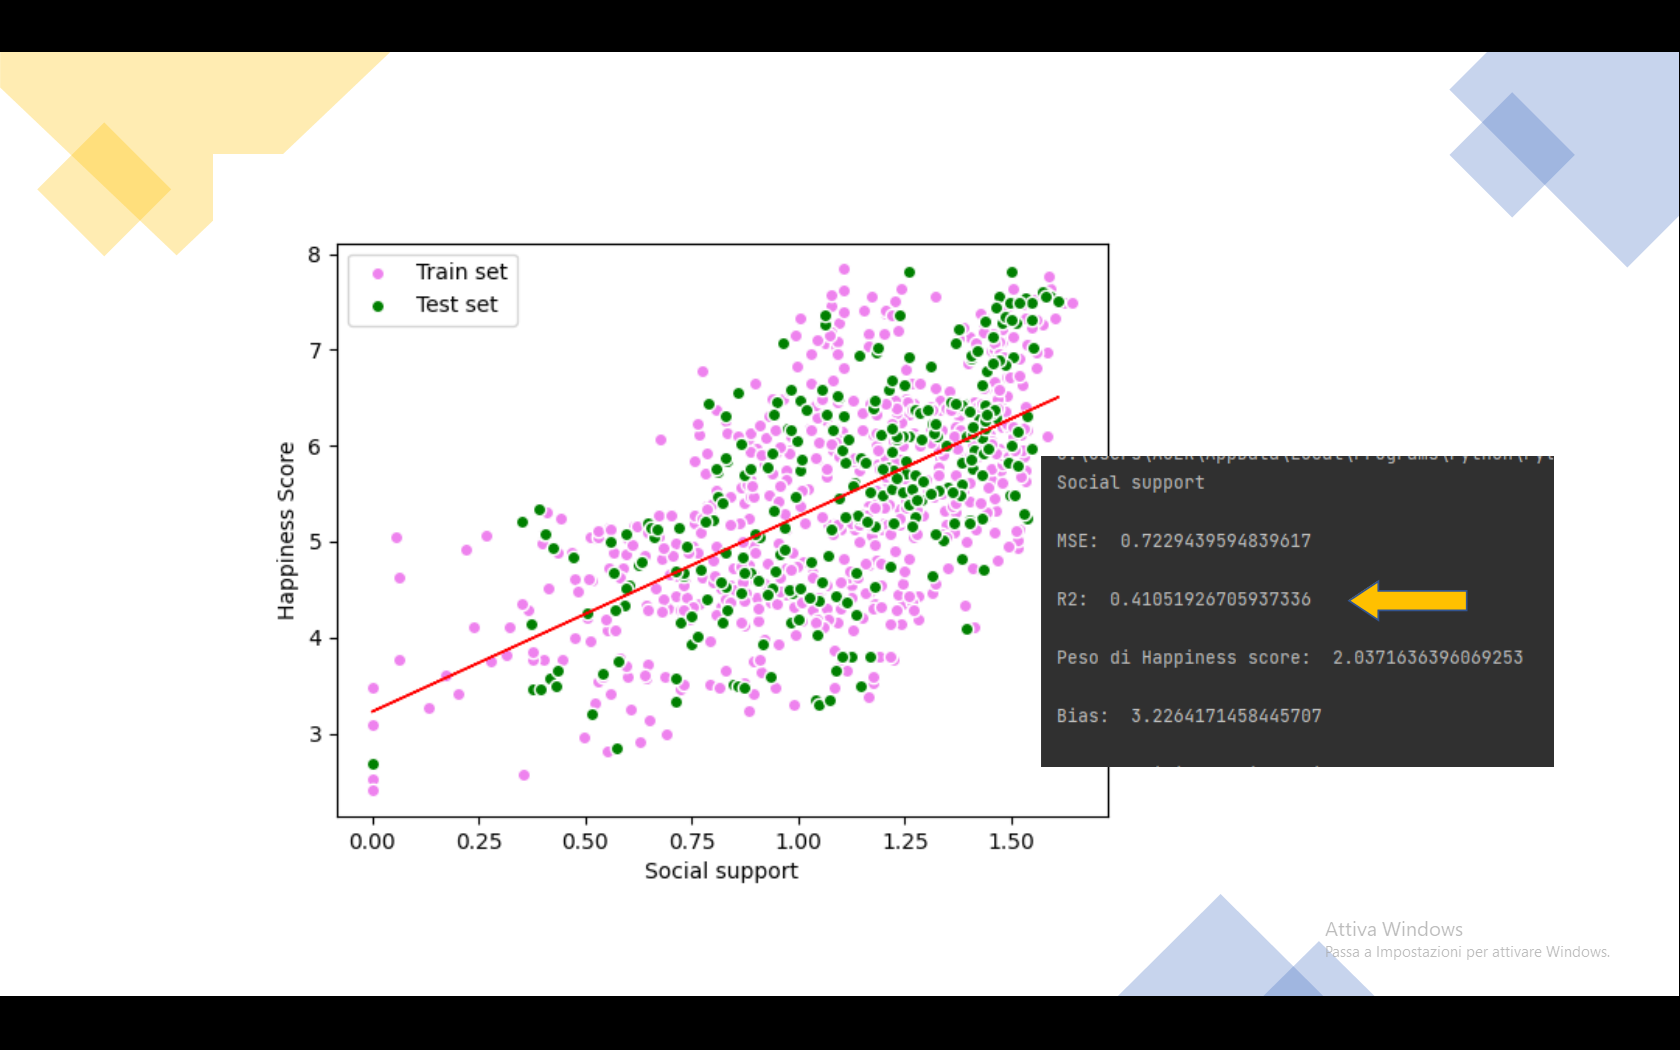 8
Train set
Test set
7
6
5
4
3
Happiness Score
0.00 0.25 0.50 0.75 1.00 1.25 1.50
Social support
Social support
MSE: 0.7229439594839617
R2: 0.41051926705937336
Peso di Happiness score: 2.0371636396069253
Bias: 3.2264171458445707
Attiva Windows
Passa a Impostazioni per attivare Windows.